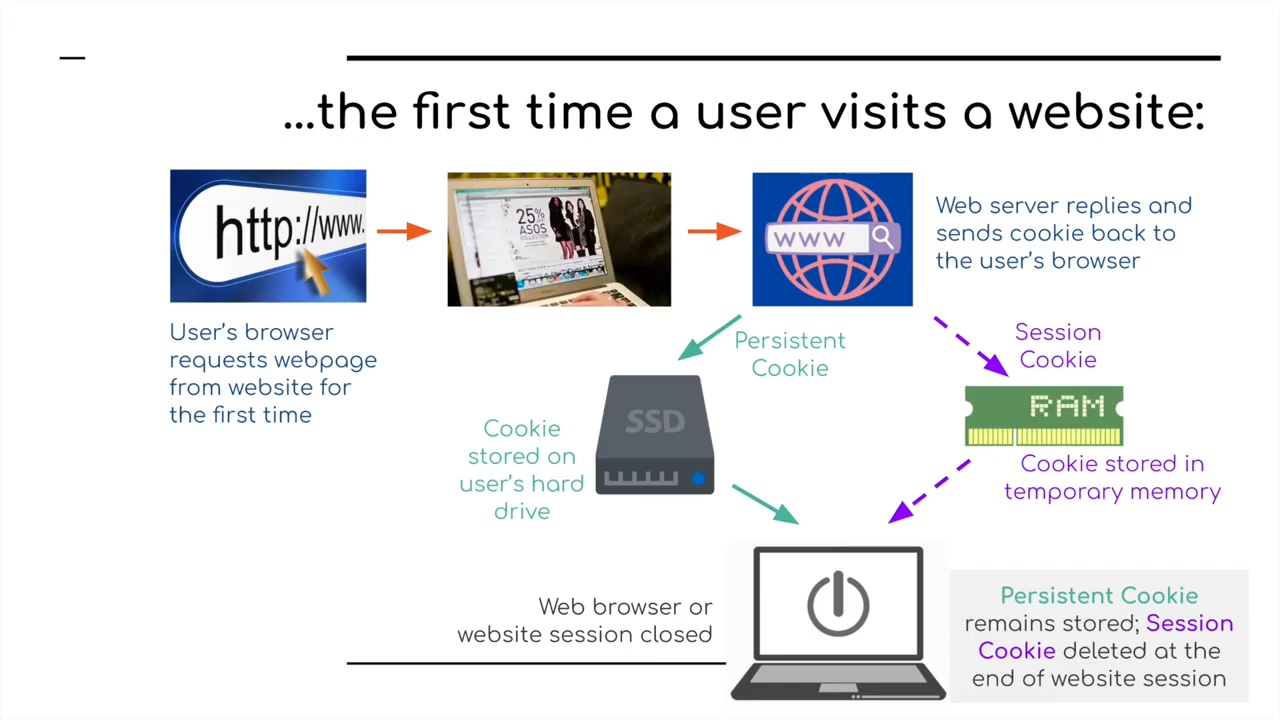 ...the first time a user visits a website:
http://www.
25%
ASOS
COLLECTION
www
Web server replies and
sends cookie back to
the user's browser
User's browser
requests webpage
from website for
the first time
Persistent
Cookie
Session
Cookie
SSD
RAM
Cookie
stored on
user's hard
drive
Cookie stored in
temporary memory
Web browser or
website session closed
Persistent Cookie
remains stored; Session
Cookie deleted at the
end of website session